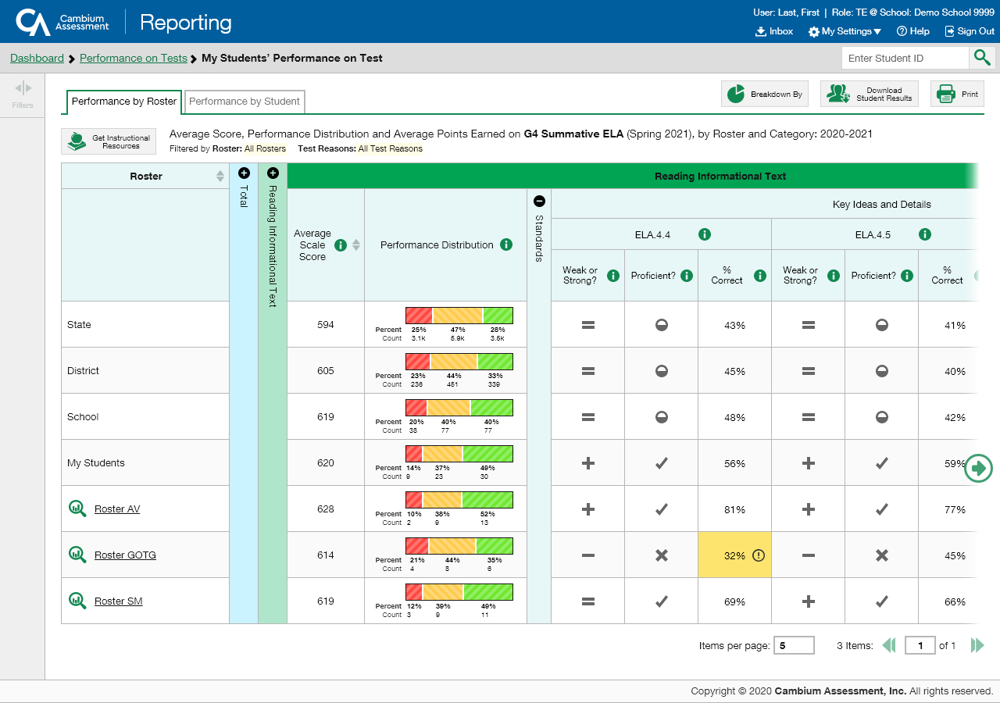 Cambium Assessment
Reporting
User: Last, First | Role: TE @ School: Demo School 9999
Inbox My Settings Help Sign Out
Dashboard Performance on Tests My Students’ Performance on Test
Enter Student ID
Filters
Performance by Roster Performance by Student
Breakdown By
Download Student Results
Print
Get Instructional Resources
Average Score, Performance Distribution and Average Points Earned on G4 Summative ELA (Spring 2021), by Roster and Category: 2020-2021
Filtered by Roster: All Rosters Test Reasons: All Test Reasons
Roster
Total
Reading Informational Text
Reading Informational Text
Average Scale Score
Performance Distribution
Standards
Key Ideas and Details
ELA.4.4 ELA.4.5
Weak or Strong? Proficient? % Correct Weak or Strong? Proficient? % Correct
State 594 43% 41%
Percent 25% 47% 28%
Count 3.1k 5.9k 3.5k
District 605 45% 40%
Percent 23% 44% 33%
Count 236 451 339
School 619 48% 42%
Percent 20% 40% 40%
Count 38 77 77
My Students 620 56% 59%
Percent 14% 37% 49%
Count 9 23 30
Roster AV 628 81% 77%
Percent 10% 38% 52%
Count 2 9 13
Roster GOTG 614 32% 45%
Percent 21% 44% 35%
Count 4 8 6
Roster SM 619 69% 66%
Percent 12% 39% 49%
Count 3 9 11
Items per page: 5 3 Items: 1 of 1
Copyright © 2020 Cambium Assessment, Inc. All rights reserved.